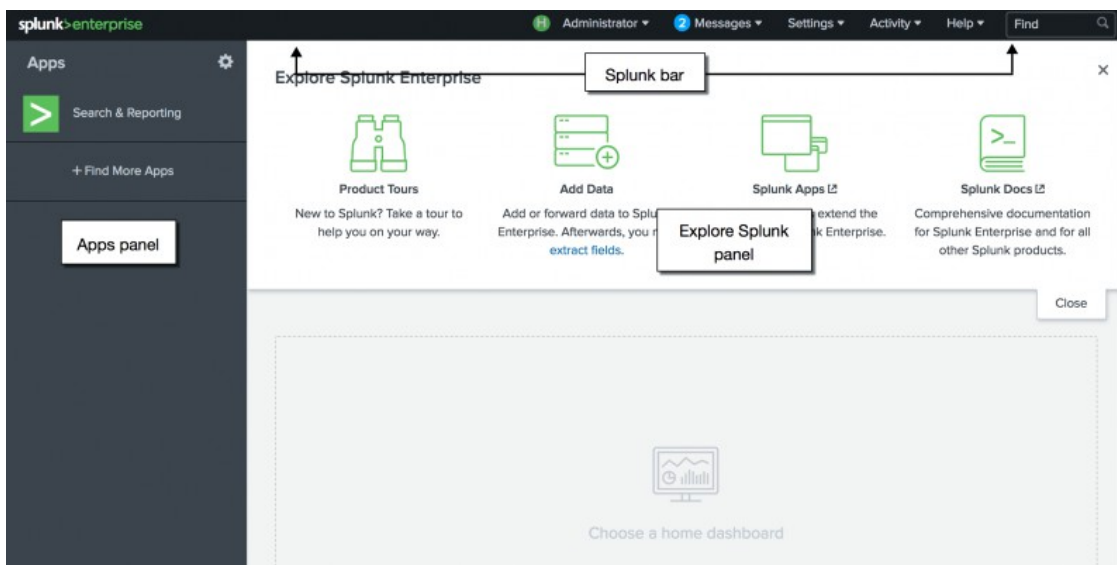 splunk>enterprise
H Administrator 2 Messages Settings Activity Help Find
Apps
Explore Splunk Enterprise
Splunk bar
Search & Reporting
+ Find More Apps
Apps panel
Product Tours
New to Splunk? Take a tour to
help you on your way.
Add Data
Add or forward data to
Enterprise. Afterwards, you
extract fields.
Splunk Apps
extend the
Enterprise.
Explore Splunk
panel
Splunk Docs
Comprehensive documentation
for Splunk Enterprise and for all
other Splunk products.
Close
Choose a home dashboard